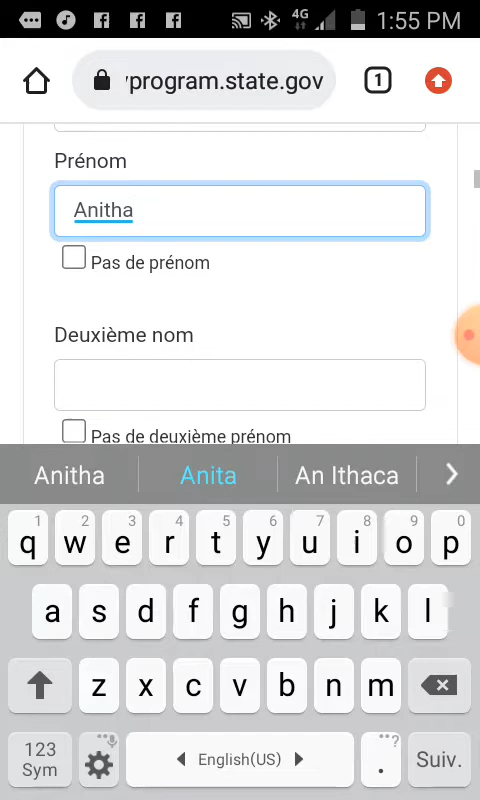 4G 1:55 PM
program.state.gov 1
Prénom
Anitha
Pas de prénom
Deuxième nom
Pas de deuxième prénom
Anitha Anita An Ithaca
1 2 3 4 5 6 7 8 9 0
q w e r t y u i o p
a s d f g h j k l
z x c v b n m
123 Sym English(US) . ? Suiv.